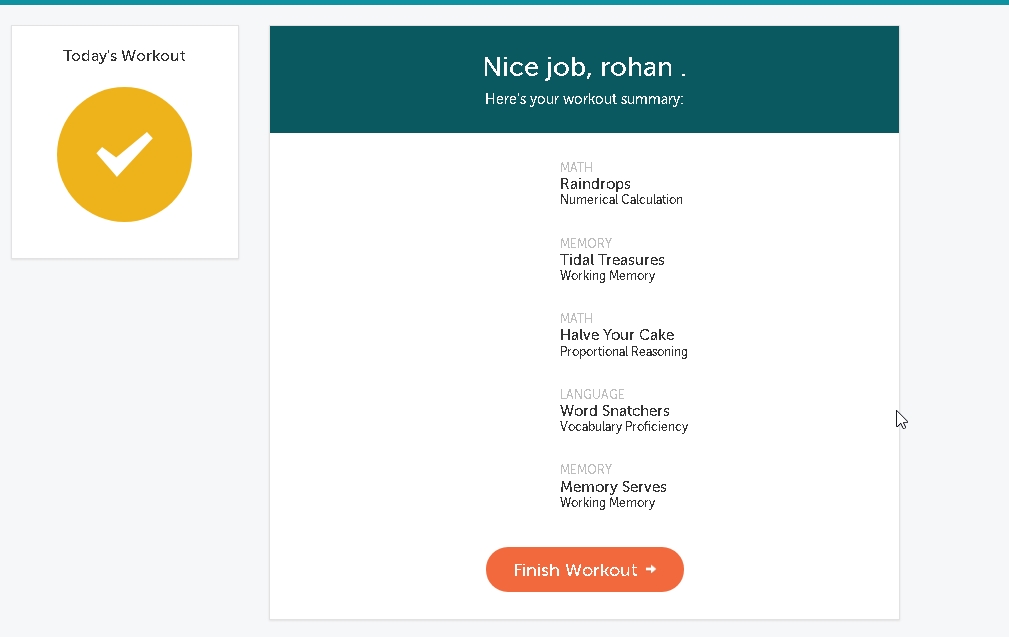 Today's Workout
Nice job, rohan .
Here's your workout summary:
MATH
Raindrops
Numerical Calculation
MEMORY
Tidal Treasures
Working Memory
MATH
Halve Your Cake
Proportional Reasoning
LANGUAGE
Word Snatchers
Vocabulary Proficiency
MEMORY
Memory Serves
Working Memory
Finish Workout